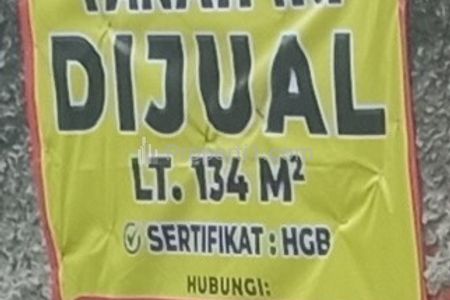 DIJUAL
LT. 134 M²
SERTIFIKAT : HGB
HUBUNGI: